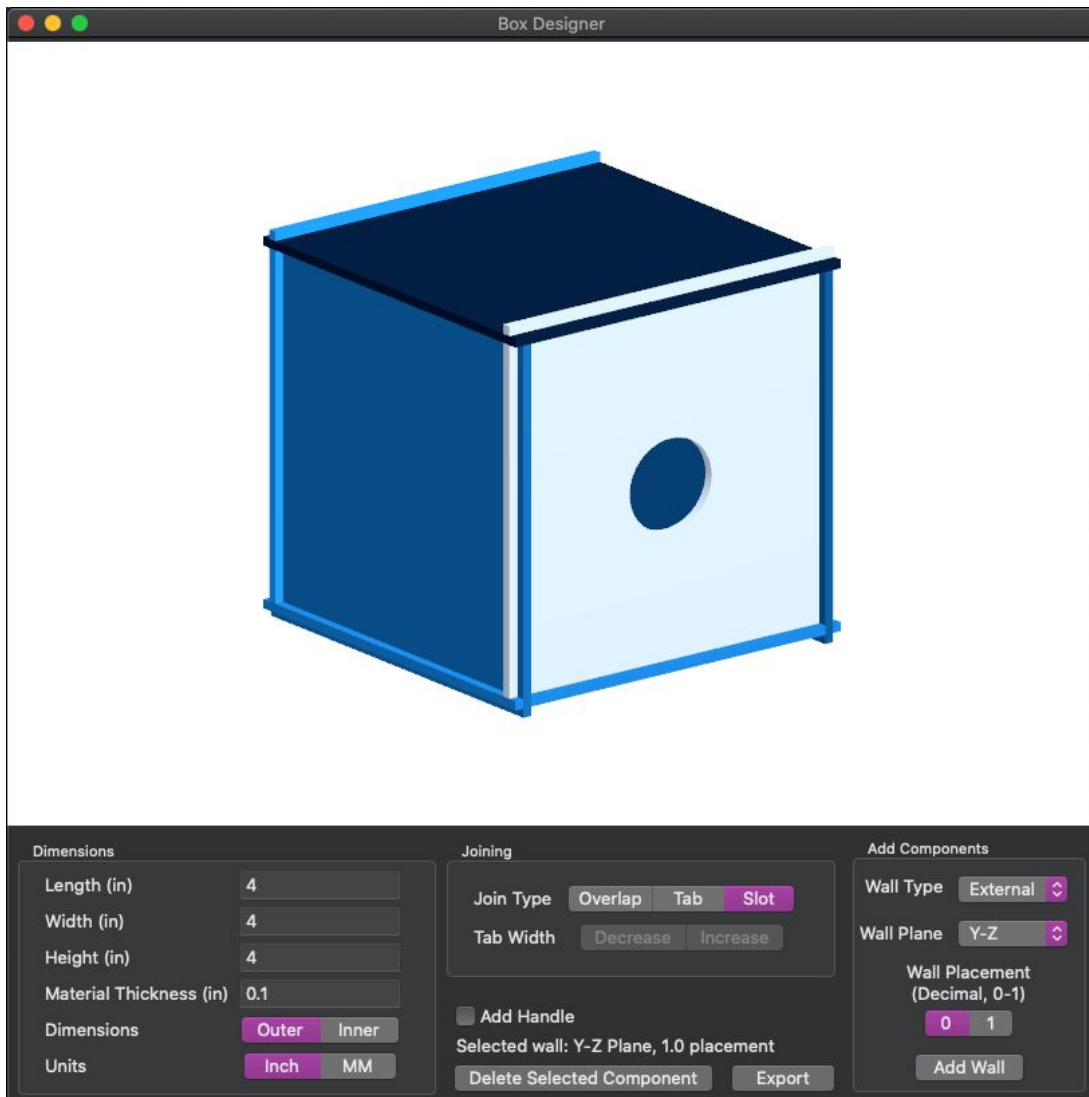 Box Designer
Dimensions
Length (in) 4
Width (in) 4
Height (in) 4
Material Thickness (in) 0.1
Dimensions Outer Inner
Units Inch MM
Joining
Join Type Overlap Tab Slot
Tab Width Decrease Increase
Add Handle
Selected wall: Y-Z Plane, 1.0 placement
Delete Selected Component Export
Add Components
Wall Type External
Wall Plane Y-Z
Wall Placement
(Decimal, 0-1)
0 1
Add Wall